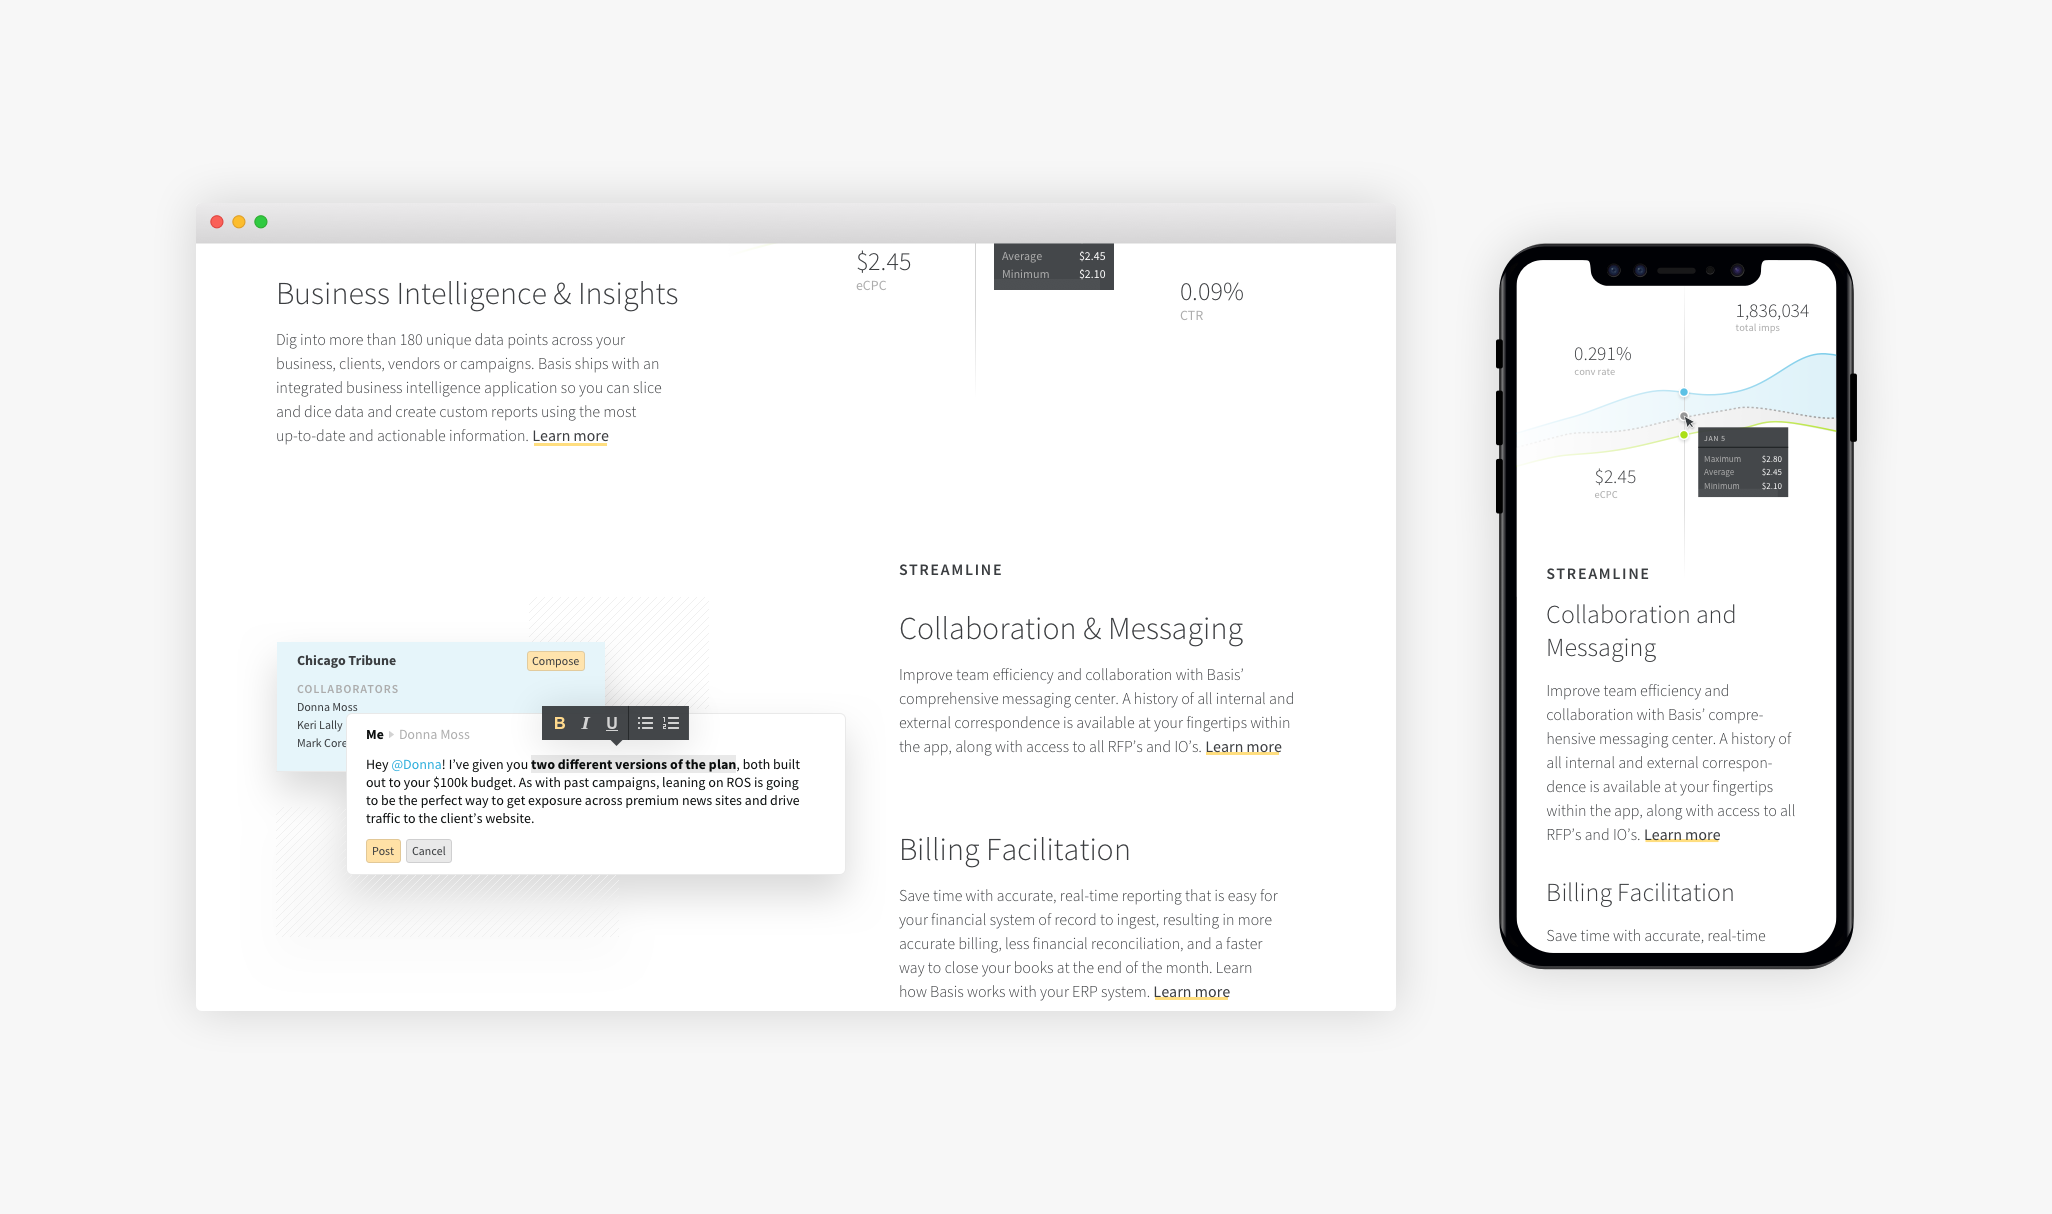 $2.45
eCPC
Average $2.45
Minimum $2.10
0.09%
CTR
Business Intelligence & Insights
Dig into more than 180 unique data points across your
business, clients, vendors or campaigns. Basis ships with an
integrated business intelligence application so you can slice
and dice data and create custom reports using the most
up-to-date and actionable information. Learn more
Chicago Tribune
Compose
COLLABORATORS
Donna Moss
Keri Lally
Mark Core
B I U
Me Donna Moss
Hey @Donna! I’ve given you two different versions of the plan, both built
out to your $100k budget. As with past campaigns, leaning on ROS is going
to be the perfect way to get exposure across premium news sites and drive
traffic to the client’s website.
Post Cancel
STREAMLINE
Collaboration & Messaging
Improve team efficiency and collaboration with Basis’
comprehensive messaging center. A history of all internal and
external correspondence is available at your fingertips within
the app, along with access to all RFP’s and IO’s. Learn more
Billing Facilitation
Save time with accurate, real-time reporting that is easy for
your financial system of record to ingest, resulting in more
accurate billing, less financial reconciliation, and a faster
way to close your books at the end of the month. Learn
how Basis works with your ERP system. Learn more
1,836,034
total imps
0.291%
conv rate
JAN 5
Maximum $2.80
Average $2.45
Minimum $2.10
$2.45
eCPC
STREAMLINE
Collaboration and
Messaging
Improve team efficiency and
collaboration with Basis’ compre-
hensive messaging center. A history of
all internal and external correspon-
dence is available at your fingertips
within the app, along with access to all
RFP’s and IO’s. Learn more
Billing Facilitation
Save time with accurate, real-time